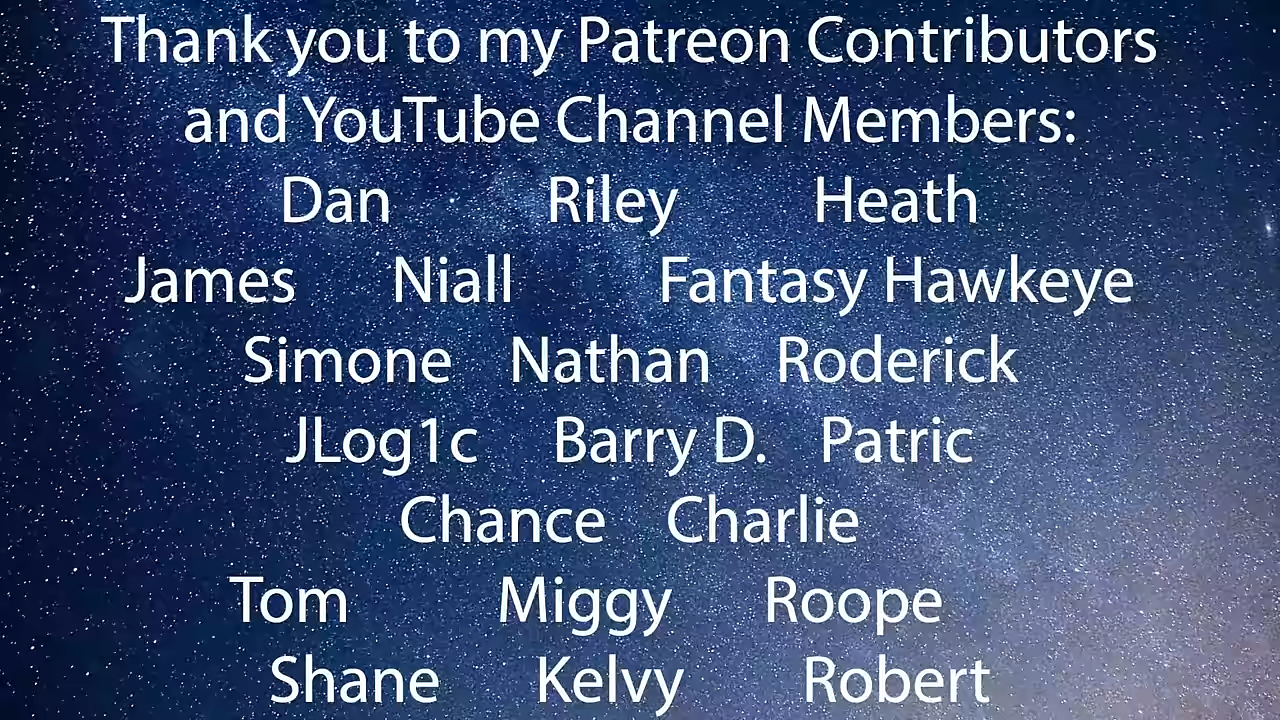 Thank you to my Patreon Contributors
and YouTube Channel Members:
Dan Riley Heath
James Niall Fantasy Hawkeye
Simone Nathan Roderick
JLog1c Barry D. Patric
Chance Charlie
Tom Miggy Roope
Shane Kelvy Robert